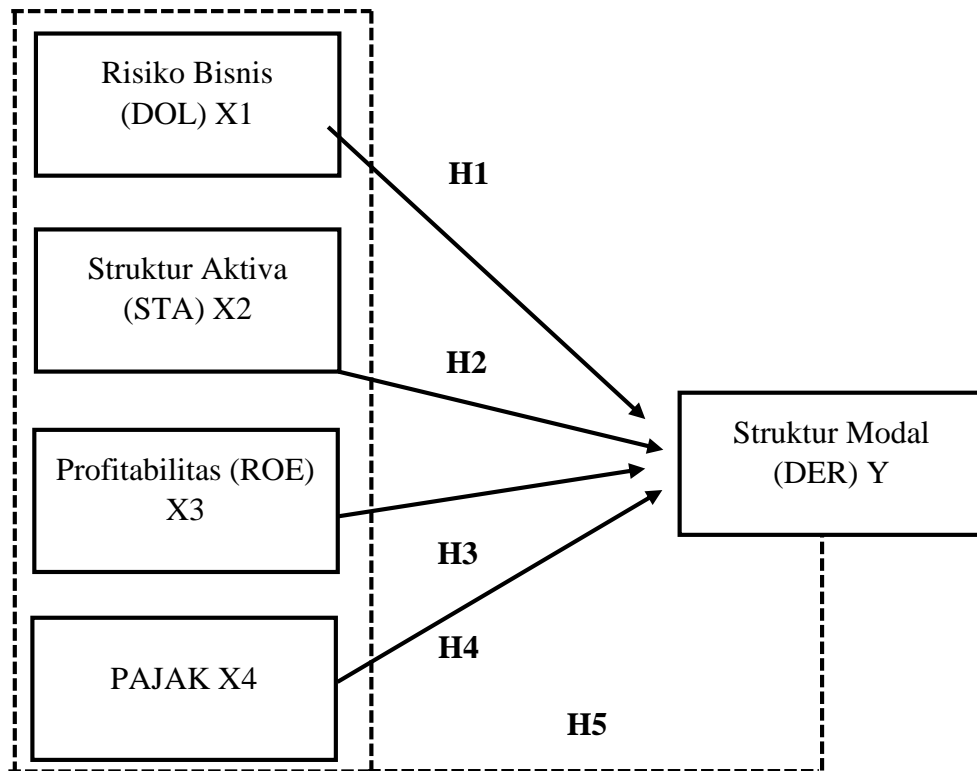 Risiko Bisnis
(DOL) X1
H1
Struktur Aktiva
(STA) X2
H2
Struktur Modal
(DER) Y
Profitabilitas (ROE)
X3
H3
H4
PAJAK X4
H5